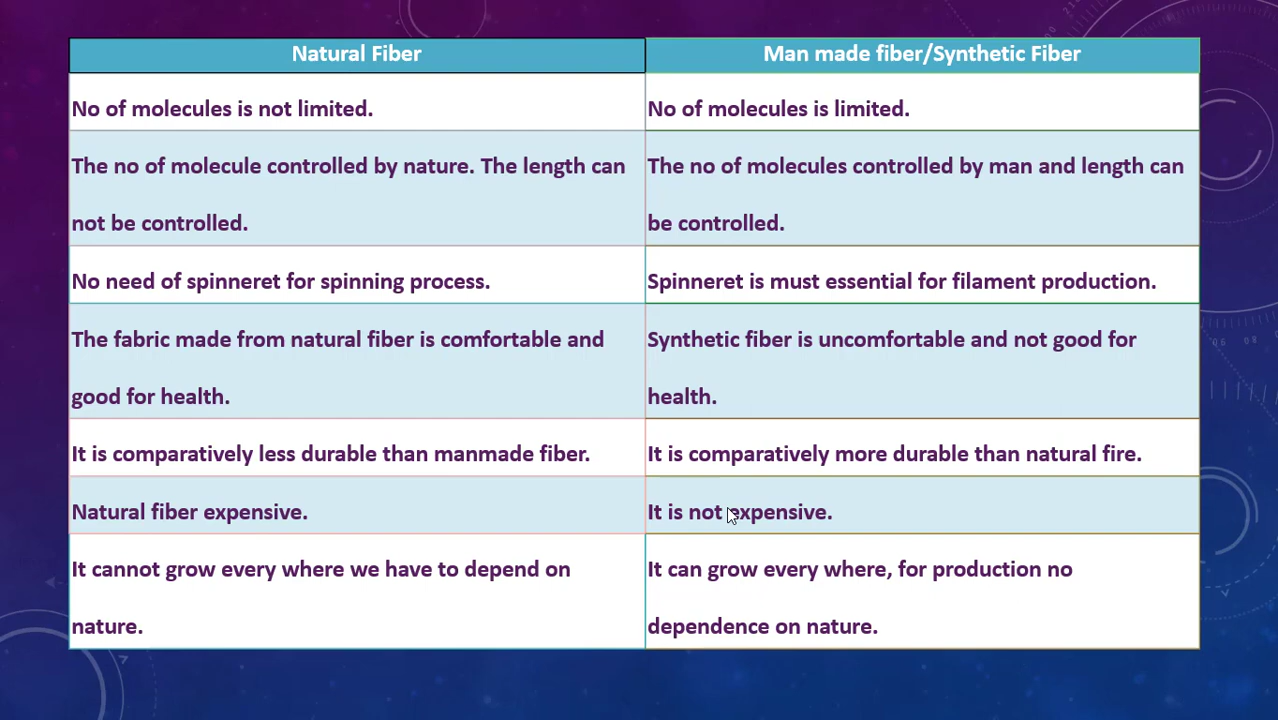 Natural Fiber
Man made fiber/Synthetic Fiber
No of molecules is not limited.
No of molecules is limited.
The no of molecule controlled by nature. The length can
not be controlled.
The no of molecules controlled by man and length can
be controlled.
No need of spinneret for spinning process.
Spinneret is must essential for filament production.
The fabric made from natural fiber is comfortable and
good for health.
Synthetic fiber is uncomfortable and not good for
health.
It is comparatively less durable than manmade fiber.
It is comparatively more durable than natural fire.
Natural fiber expensive.
It is not expensive.
It cannot grow every where we have to depend on
nature.
It can grow every where, for production no
dependence on nature.